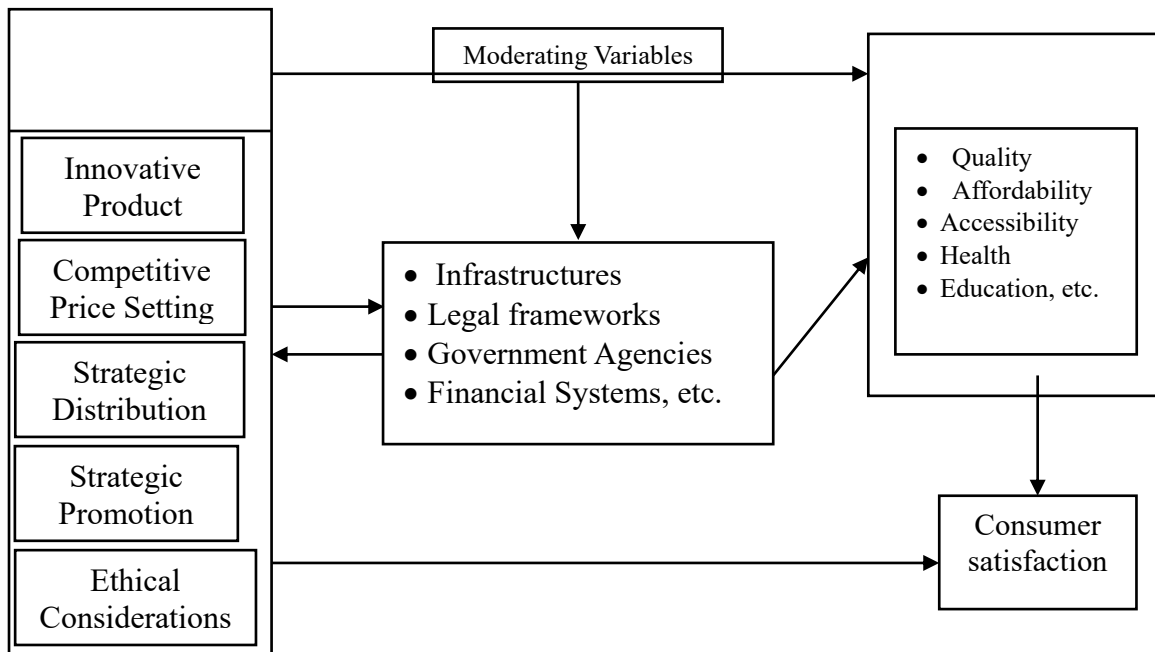 Moderating Variables
Innovative
Product
Competitive
Price Setting
Strategic
Distribution
Strategic
Promotion
Ethical
Considerations
• Infrastructures
• Legal frameworks
• Government Agencies
• Financial Systems, etc.
• Quality
• Affordability
• Accessibility
• Health
• Education, etc.
Consumer
satisfaction